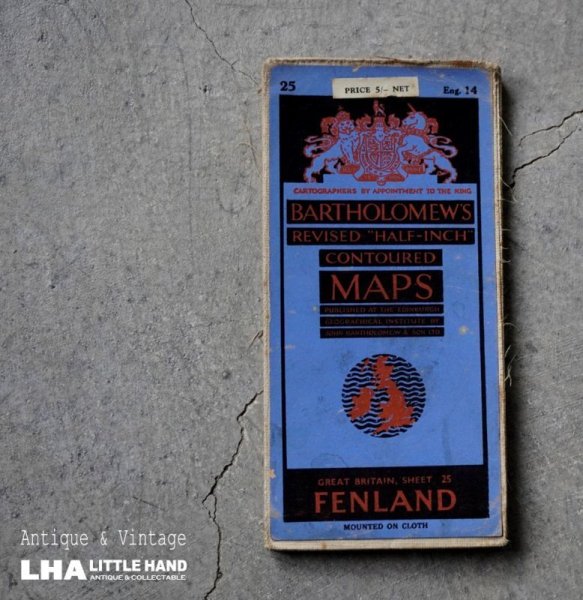 25
PRICE 5/- NET
Eng. 14
CARTOGRAPHERS BY APPOINTMENT TO THE KING
BARTHOLOMEW'S
REVISED "HALF-INCH"
CONTOURED
MAPS
PUBLISHED AT THE EDINBURGH
GEOGRAPHICAL INSTITUTE BY
JOHN BARTHOLOMEW & SON LTD
GREAT BRITAIN, SHEET 25
FENLAND
MOUNTED ON CLOTH
Antique & Vintage
LHA LITTLE HAND
ANTIQUE & COLLECTABLE